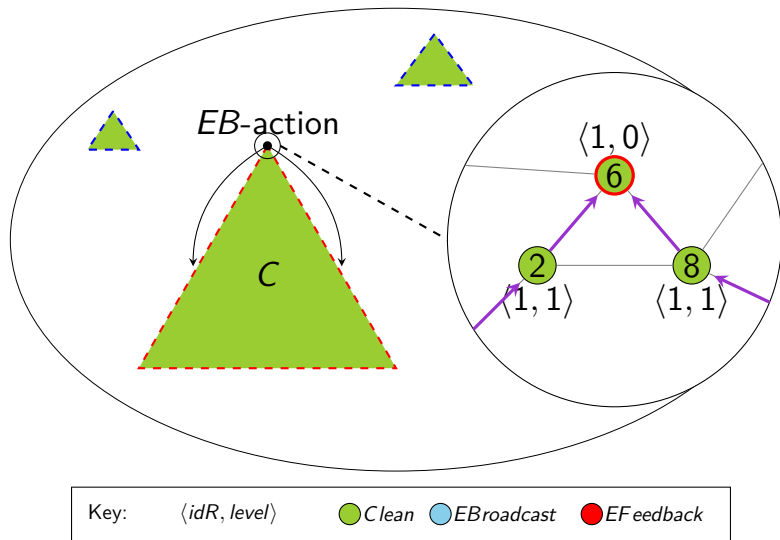 EB-action
C
⟨1, 0⟩
6
2
8
⟨1, 1⟩
⟨1, 1⟩
Key: ⟨idR, level⟩ Clean EBroadcast EFeedback